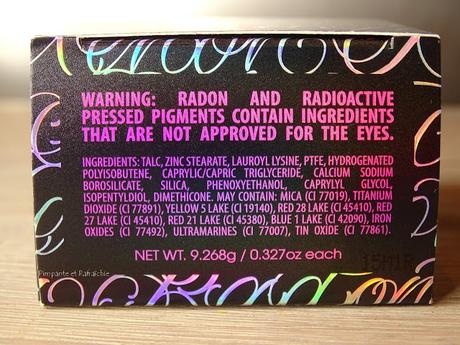 WARNING: RADON AND RADIOACTIVE
PRESSED PIGMENTS CONTAIN INGREDIENTS
THAT ARE NOT APPROVED FOR THE EYES.
INGREDIENTS: TALC, ZINC STEARATE, LAUROYL LYSINE, PTFE, HYDROGENATED
POLYISOBUTENE, CAPRYLIC/CAPRIC TRIGLYCERIDE, CALCIUM SODIUM
BOROSILICATE, SILICA, PHENOXYETHANOL, CAPRYLYL GLYCOL,
ISOPENTYLDIOL, DIMETHICONE. MAY CONTAIN: MICA (CI 77019), TITANIUM
DIOXIDE (CI 77891), YELLOW 5 LAKE (CI 19140), RED 28 LAKE (CI 45410), RED
27 LAKE (CI 45410), RED 21 LAKE (CI 45380), BLUE 1 LAKE (CI 42090), IRON
OXIDES (CI 77492), ULTRAMARINES (CI 77007), TIN OXIDE (CI 77861).
NET WT. 9.268g / 0.327oz each
Pimpante et Rafraîchie